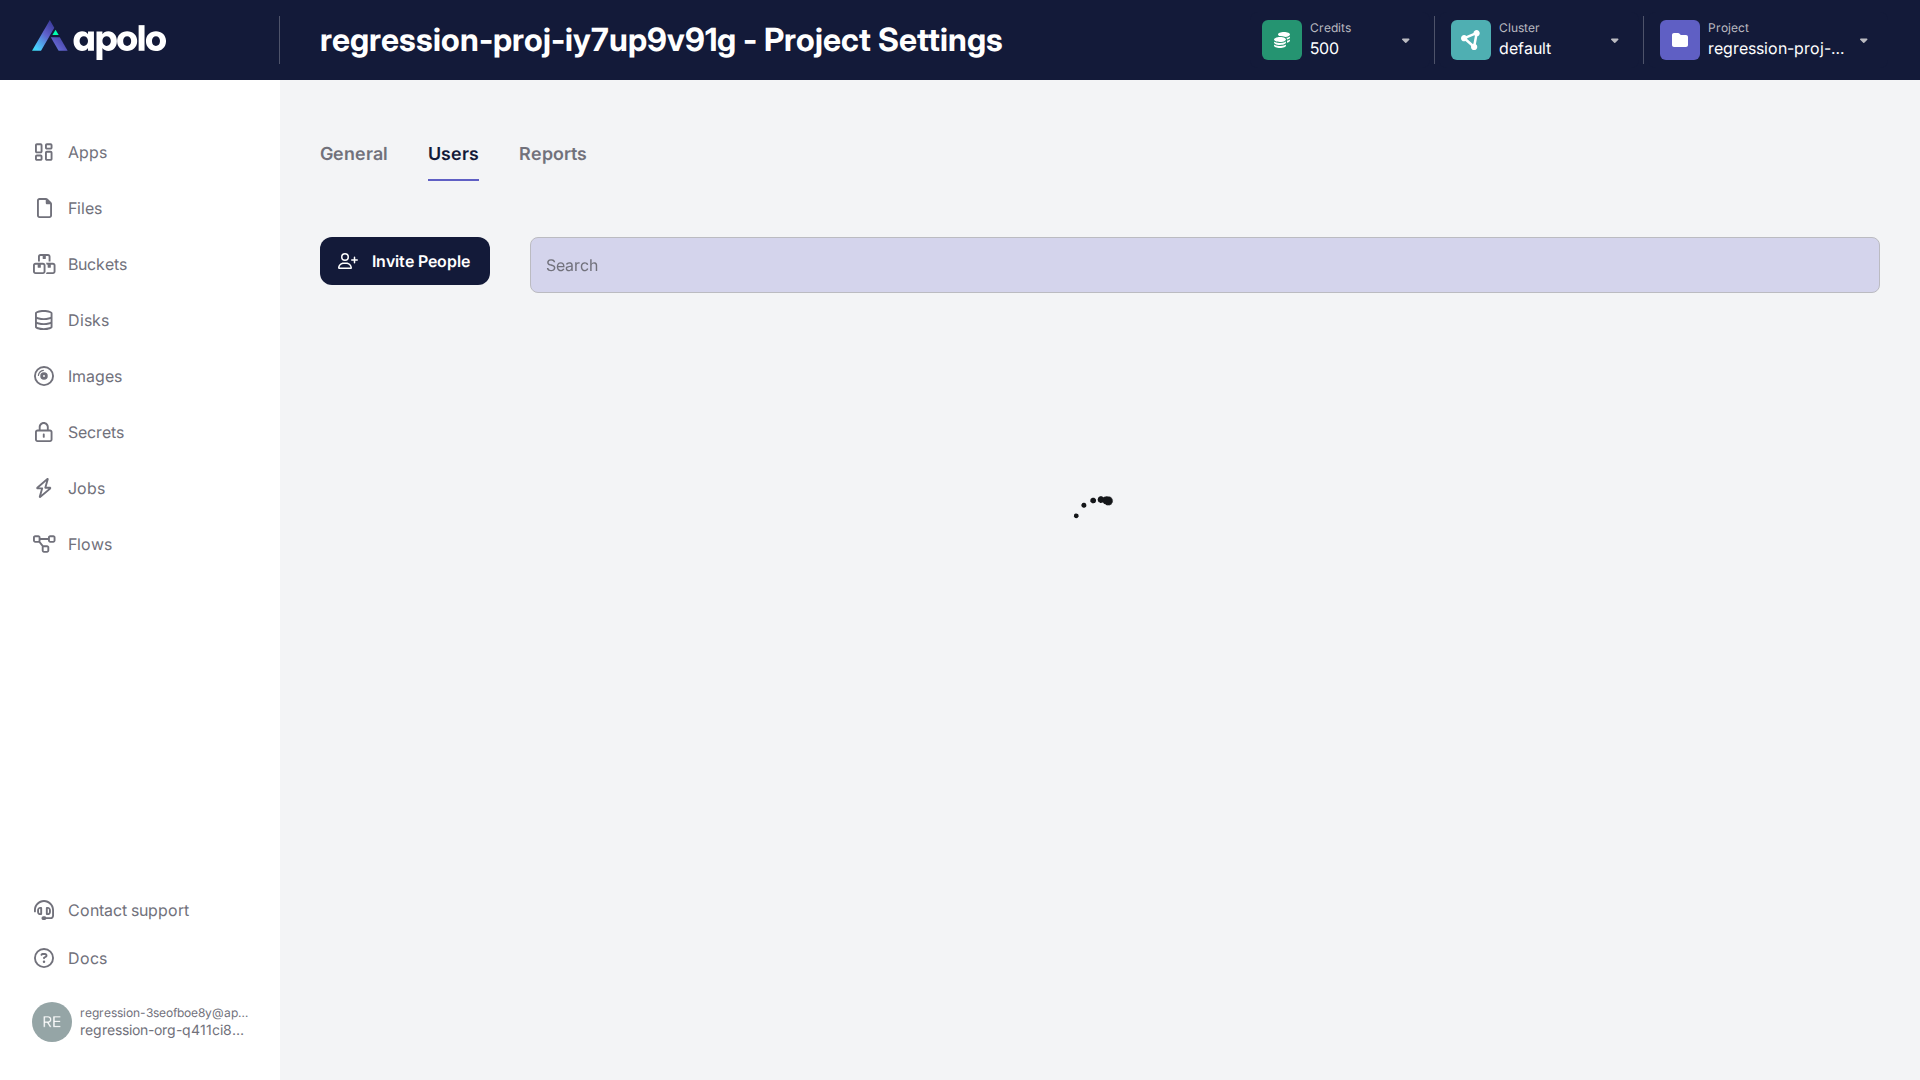 apolo
regression-proj-iy7up9v91g - Project Settings
Credits
500
Cluster
default
Project
regression-proj-...
Apps
Files
Buckets
Disks
Images
Secrets
Jobs
Flows
General
Users
Reports
Invite People
Search
Contact support
Docs
RE
regression-3seofboe8y@ap...
regression-org-q411ci8...